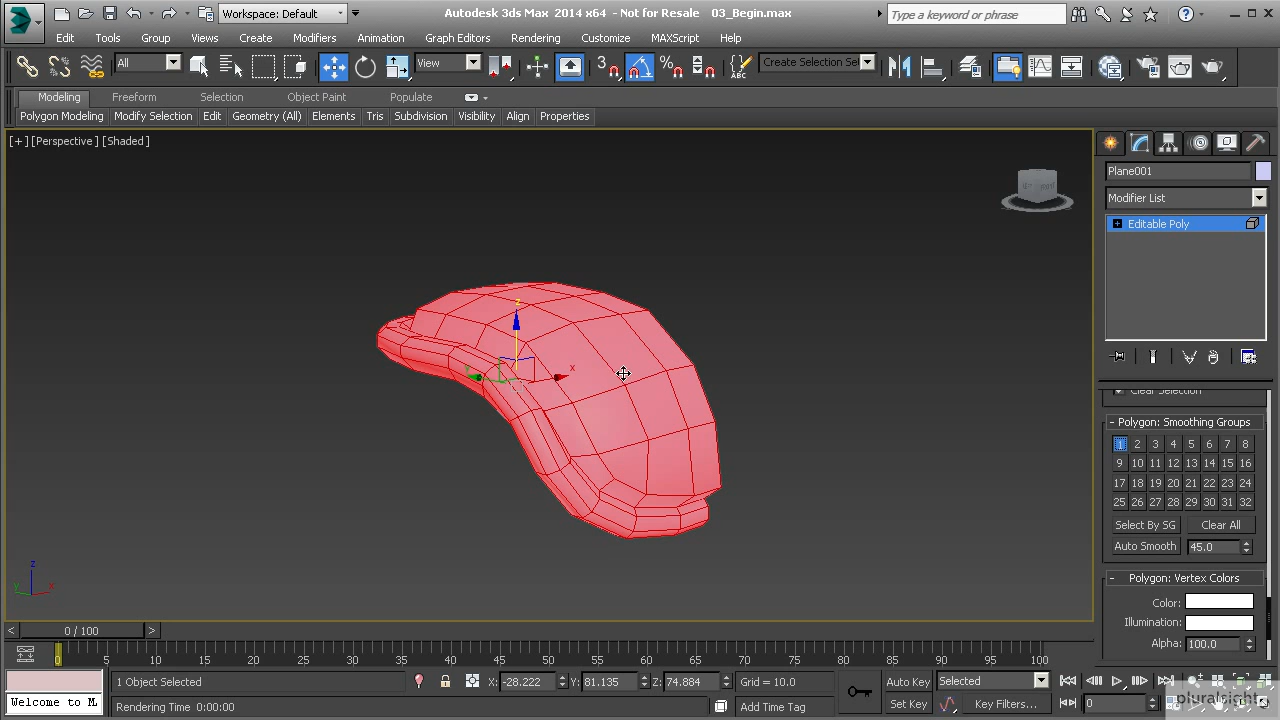 Workspace: Default
Autodesk 3ds Max 2014 x64 - Not for Resale 03_Begin.max
Type a keyword or phrase
Edit Tools Group Views Create Modifiers Animation Graph Editors Rendering Customize MAXScript Help
All View 3 Create Selection Se
Modeling Freeform Selection Object Paint Populate
Polygon Modeling Modify Selection Edit Geometry (All) Elements Tris Subdivision Visibility Align Properties
[+] [Perspective] [Shaded]
Plane001
Modifier List
Editable Poly
z
x
y
Clear Selection
- Polygon: Smoothing Groups
1 2 3 4 5 6 7 8
9 10 11 12 13 14 15 16
17 18 19 20 21 22 23 24
25 26 27 28 29 30 31 32
Select By SG Clear All
Auto Smooth 45.0
- Polygon: Vertex Colors
Color:
Illumination:
Alpha: 100.0
z
y x
< 0 / 100 >
0 5 10 15 20 25 30 35 40 45 50 55 60 65 70 75 80 85 90 95 100
1 Object Selected X: -28.222 Y: 81.135 Z: 74.884 Grid = 10.0 Auto Key Selected
Welcome to M Rendering Time 0:00:00 Add Time Tag Set Key Key Filters... 0
pluralsight